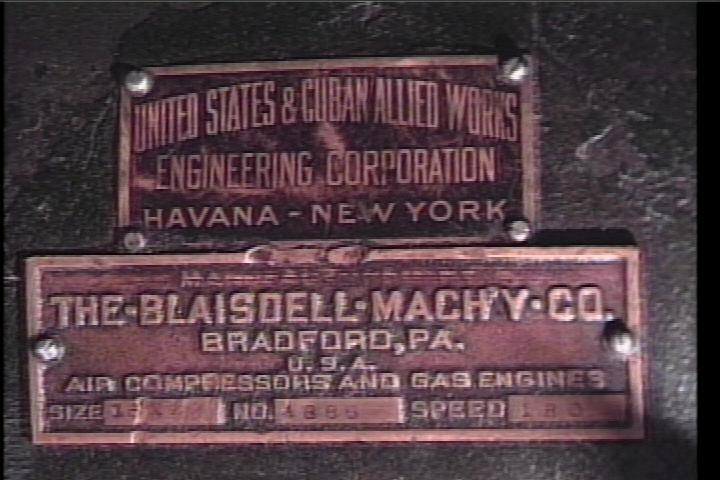 UNITED STATES & CUBAN ALLIED WORKS
ENGINEERING CORPORATION
HAVANA - NEW YORK
THE·BLAISDELL·MACH'Y·CO.
BRADFORD, PA.
U.S.A.
AIR COMPRESSORS AND GAS ENGINES
SIZE NO. SPEED